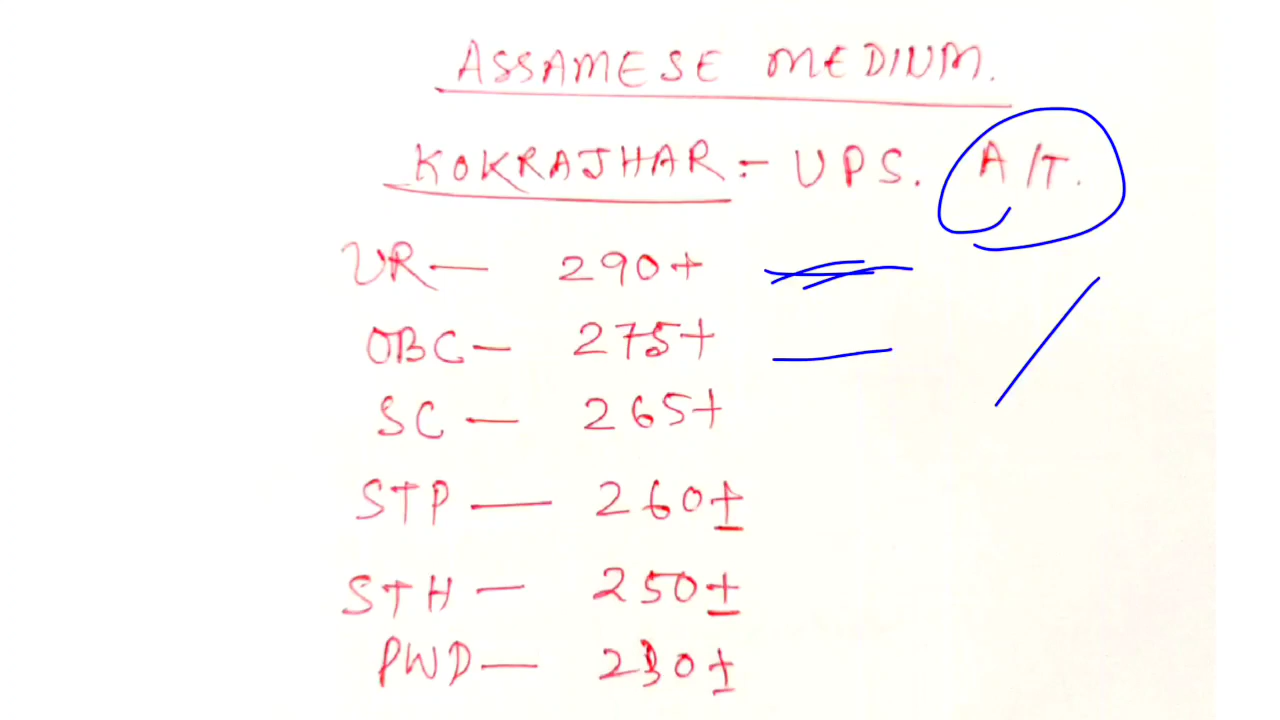 ASSAMESE MEDIUM.
KOKRAJHAR :- UPS. A/T.
UR — 290+
OBC — 275+
SC — 265+
STP — 260±
STH — 250±
PWD — 230±